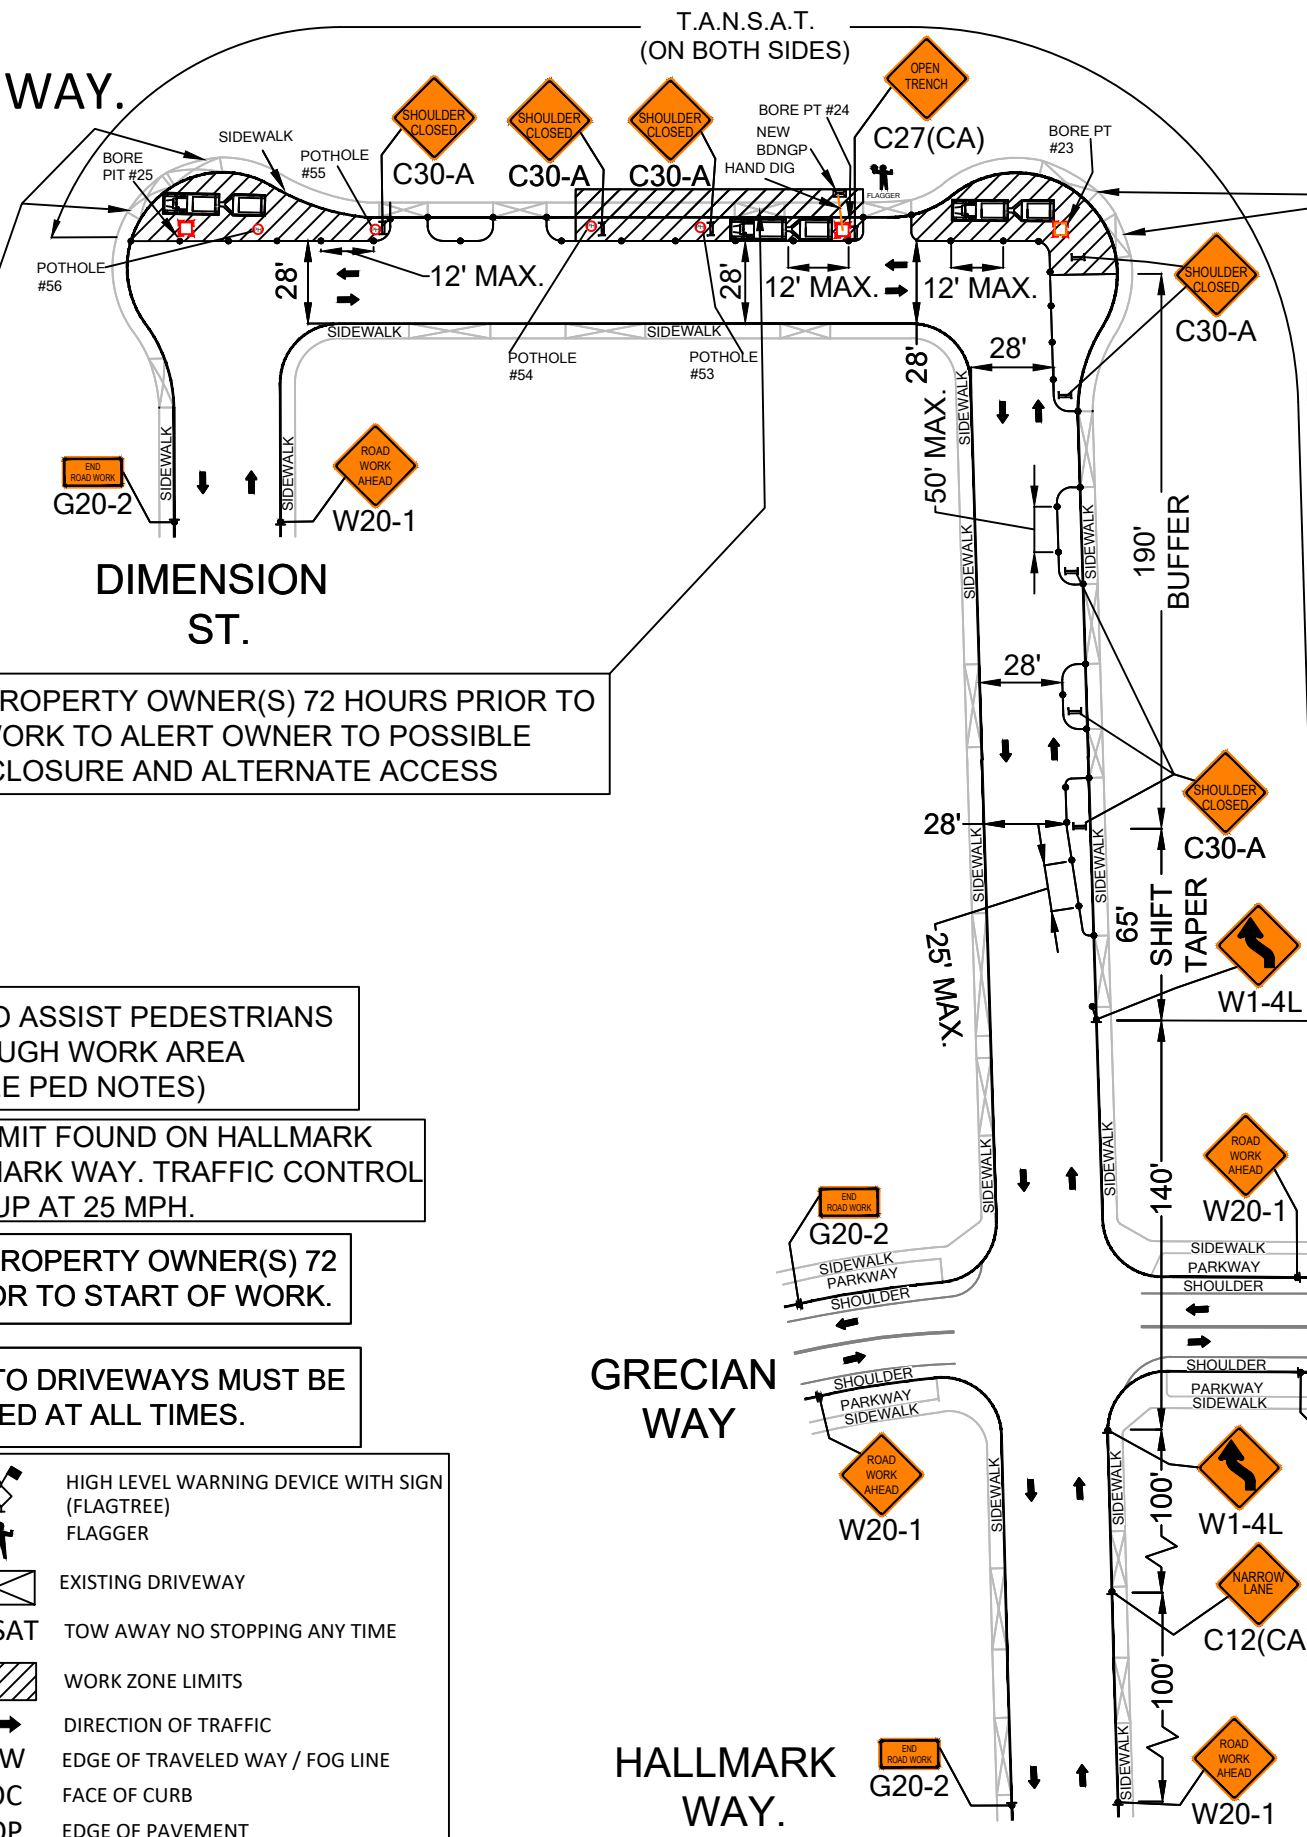 T.A.N.S.A.T.
(ON BOTH SIDES)
WAY.
OPEN
TRENCH
C27(CA)
SHOULDER
CLOSED
C30-A
SHOULDER
CLOSED
C30-A
SHOULDER
CLOSED
C30-A
BORE PT #24
NEW
BDNGP
HAND DIG
FLAGGER
BORE PT
#23
SIDEWALK
BORE
PIT #25
POTHOLE
#55
POTHOLE
#56
28'
12' MAX.
28'
12' MAX.
12' MAX.
28'
SHOULDER
CLOSED
C30-A
SIDEWALK
SIDEWALK
POTHOLE
#54
POTHOLE
#53
28'
SIDEWALK
50' MAX.
SIDEWALK
SIDEWALK
END
ROAD WORK
G20-2
ROAD
WORK
AHEAD
W20-1
SIDEWALK
SIDEWALK
190'
BUFFER
DIMENSION
ST.
28'
ROPERTY OWNER(S) 72 HOURS PRIOR TO
WORK TO ALERT OWNER TO POSSIBLE
CLOSURE AND ALTERNATE ACCESS
SHOULDER
CLOSED
C30-A
28'
SIDEWALK
SIDEWALK
65'
SHIFT
TAPER
25' MAX.
W1-4L
O ASSIST PEDESTRIANS
OUGH WORK AREA
E PED NOTES)
MIT FOUND ON HALLMARK
MARK WAY. TRAFFIC CONTROL
UP AT 25 MPH.
ROPERTY OWNER(S) 72
OR TO START OF WORK.
TO DRIVEWAYS MUST BE
ED AT ALL TIMES.
SIDEWALK
SIDEWALK
140'
ROAD
WORK
AHEAD
W20-1
END
ROAD WORK
G20-2
SIDEWALK
PARKWAY
SHOULDER
SIDEWALK
PARKWAY
SHOULDER
GRECIAN
WAY
SHOULDER
PARKWAY
SIDEWALK
SHOULDER
PARKWAY
SIDEWALK
ROAD
WORK
AHEAD
W20-1
SIDEWALK
SIDEWALK
100'
W1-4L
NARROW
LANE
C12(CA
100'
SIDEWALK
HALLMARK
WAY.
END
ROAD WORK
G20-2
ROAD
WORK
AHEAD
W20-1
HIGH LEVEL WARNING DEVICE WITH SIGN
(FLAGTREE)
FLAGGER
EXISTING DRIVEWAY
SAT TOW AWAY NO STOPPING ANY TIME
WORK ZONE LIMITS
DIRECTION OF TRAFFIC
W EDGE OF TRAVELED WAY / FOG LINE
OC FACE OF CURB
OP EDGE OF PAVEMENT